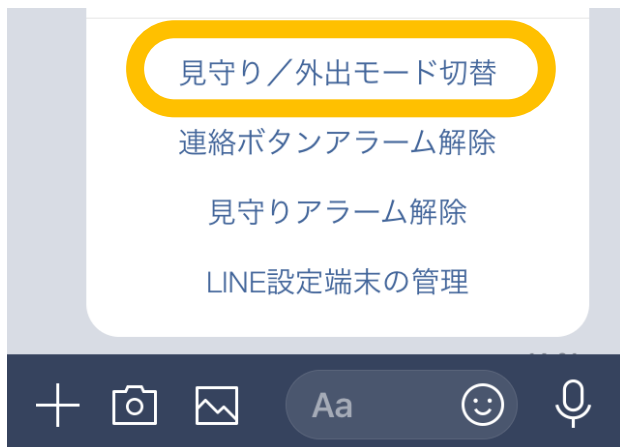 見守り／外出モード切替
連絡ボタンアラーム解除
見守りアラーム解除
LINE設定端末の管理
Aa